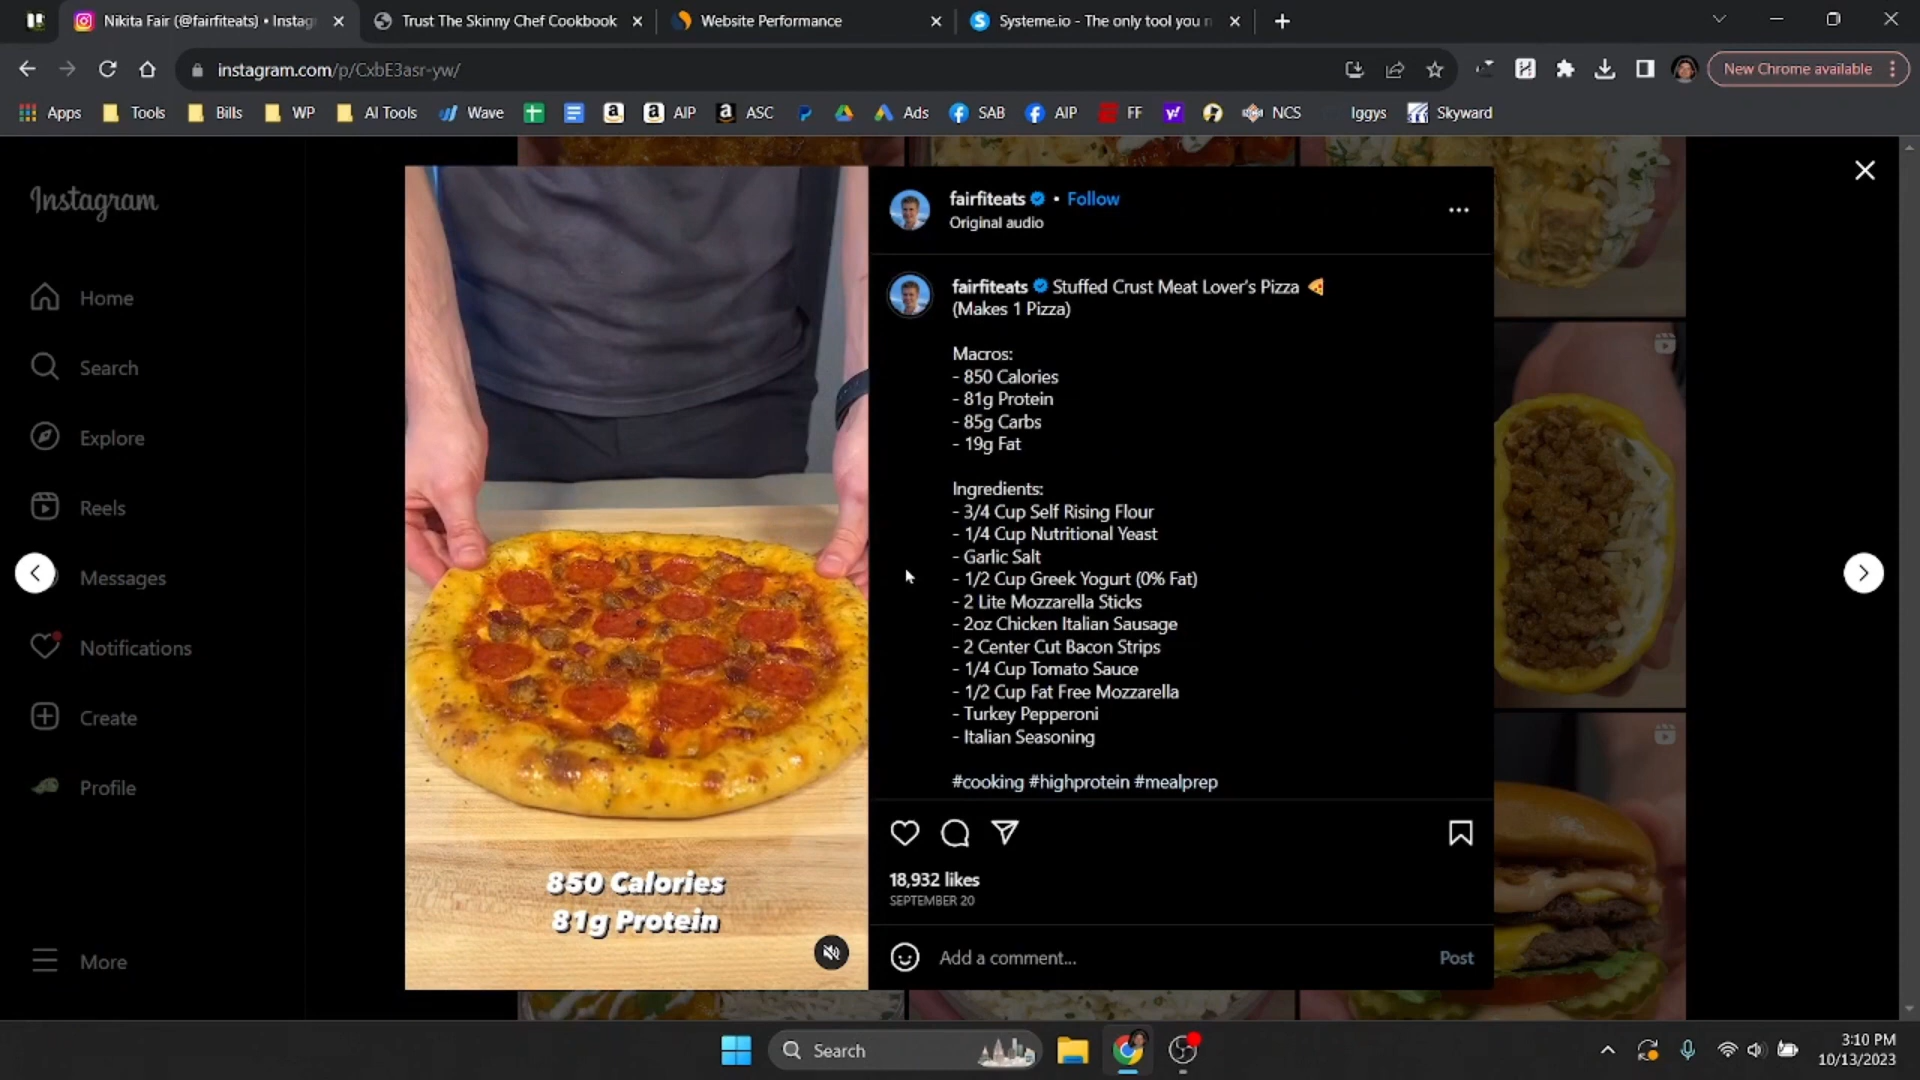 Nikita Fair (@fairfiteats) • Instag
Trust The Skinny Chef Cookbook
Website Performance
Systeme.io - The only tool you n
instagram.com/p/CxbE3asr-yw/
New Chrome available
Apps
Tools
Bills
WP
AI Tools
Wave
AIP
ASC
Ads
SAB
AIP
FF
NCS
Iggys
Skyward
Instagram
Home
Search
Explore
Reels
Messages
Notifications
Create
Profile
More
850 Calories
81g Protein
fairfiteats • Follow
Original audio
fairfiteats Stuffed Crust Meat Lover's Pizza 🍕
(Makes 1 Pizza)
Macros:
- 850 Calories
- 81g Protein
- 85g Carbs
- 19g Fat
Ingredients:
- 3/4 Cup Self Rising Flour
- 1/4 Cup Nutritional Yeast
- Garlic Salt
- 1/2 Cup Greek Yogurt (0% Fat)
- 2 Lite Mozzarella Sticks
- 2oz Chicken Italian Sausage
- 2 Center Cut Bacon Strips
- 1/4 Cup Tomato Sauce
- 1/2 Cup Fat Free Mozzarella
- Turkey Pepperoni
- Italian Seasoning
#cooking #highprotein #mealprep
18,932 likes
SEPTEMBER 20
Add a comment...
Post
Search
3:10 PM
10/13/2023